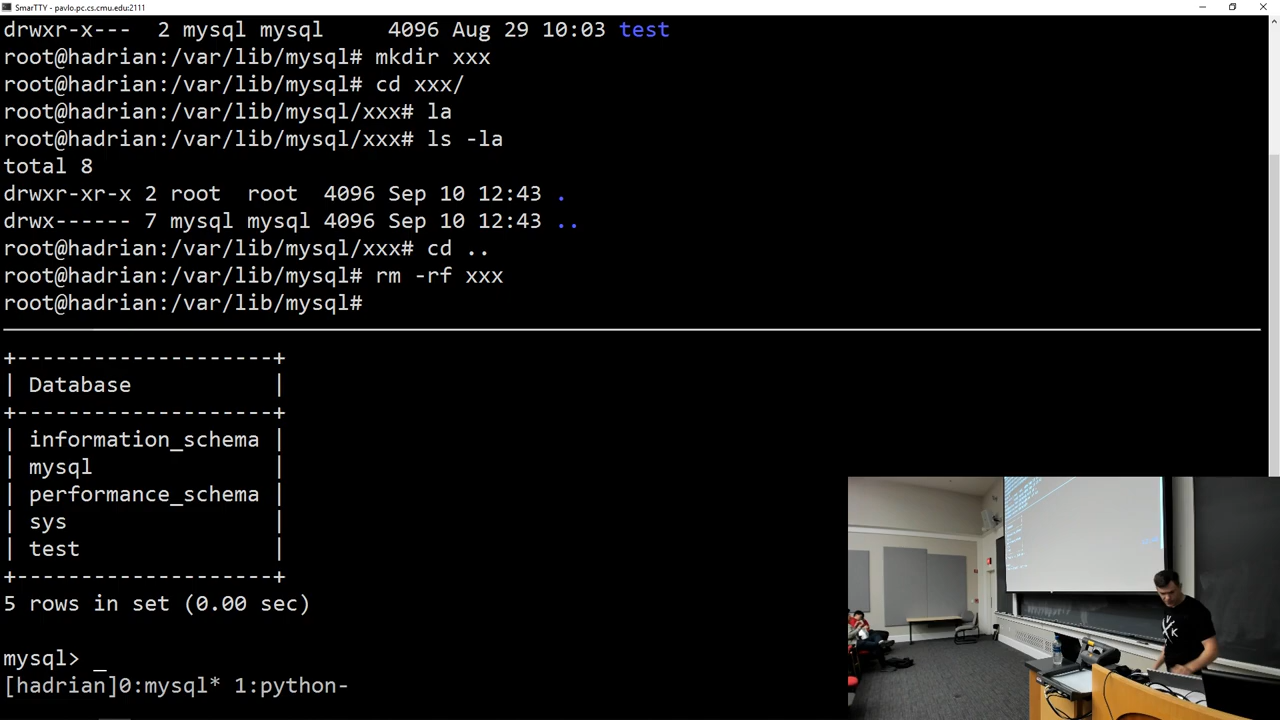 SmarTTY - pavlo.pc.cs.cmu.edu:2111
drwxr-x---  2 mysql mysql     4096 Aug 29 10:03 test
root@hadrian:/var/lib/mysql# mkdir xxx
root@hadrian:/var/lib/mysql# cd xxx/
root@hadrian:/var/lib/mysql/xxx# la
root@hadrian:/var/lib/mysql/xxx# ls -la
total 8
drwxr-xr-x 2 root  root  4096 Sep 10 12:43 .
drwx------ 7 mysql mysql 4096 Sep 10 12:43 ..
root@hadrian:/var/lib/mysql/xxx# cd ..
root@hadrian:/var/lib/mysql# rm -rf xxx
root@hadrian:/var/lib/mysql#
+--------------------+
| Database           |
+--------------------+
| information_schema |
| mysql              |
| performance_schema |
| sys                |
| test               |
+--------------------+
5 rows in set (0.00 sec)
mysql> _
[hadrian]0:mysql* 1:python-